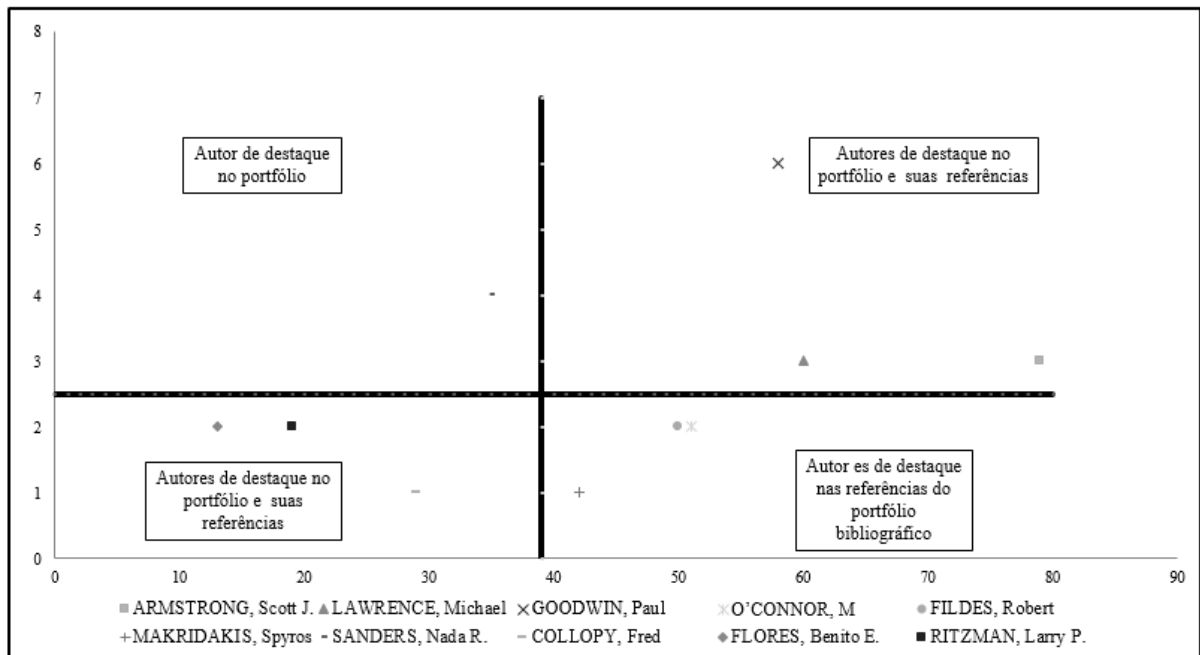 8
7
6
5
4
3
2
1
0
Autor de destaque
no portfólio
Autores de destaque no
portfólio e suas referências
Autores de destaque no
portfólio e suas
referências
Autor es de destaque
nas referências do
portfólio
bibliográfico
0 10 20 30 40 50 60 70 80 90
ARMSTRONG, Scott J. LAWRENCE, Michael GOODWIN, Paul O'CONNOR, M FILDES, Robert
MAKRIDAKIS, Spyros SANDERS, Nada R. COLLOPY, Fred FLORES, Benito E. RITZMAN, Larry P.